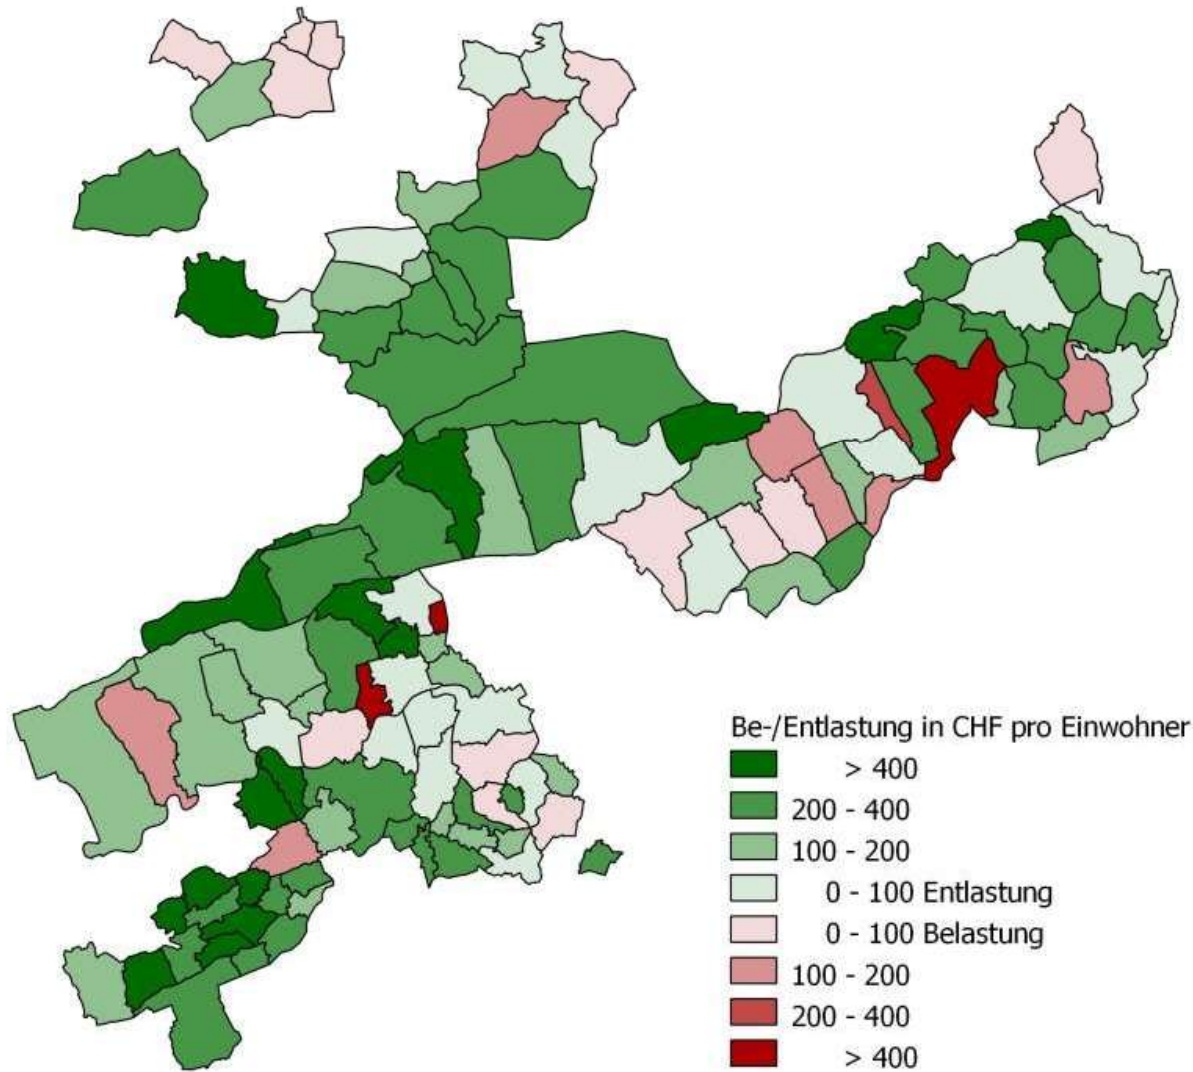 Be-/Entlastung in CHF pro Einwohner
> 400
200 - 400
100 - 200
0 - 100 Entlastung
0 - 100 Belastung
100 - 200
200 - 400
> 400